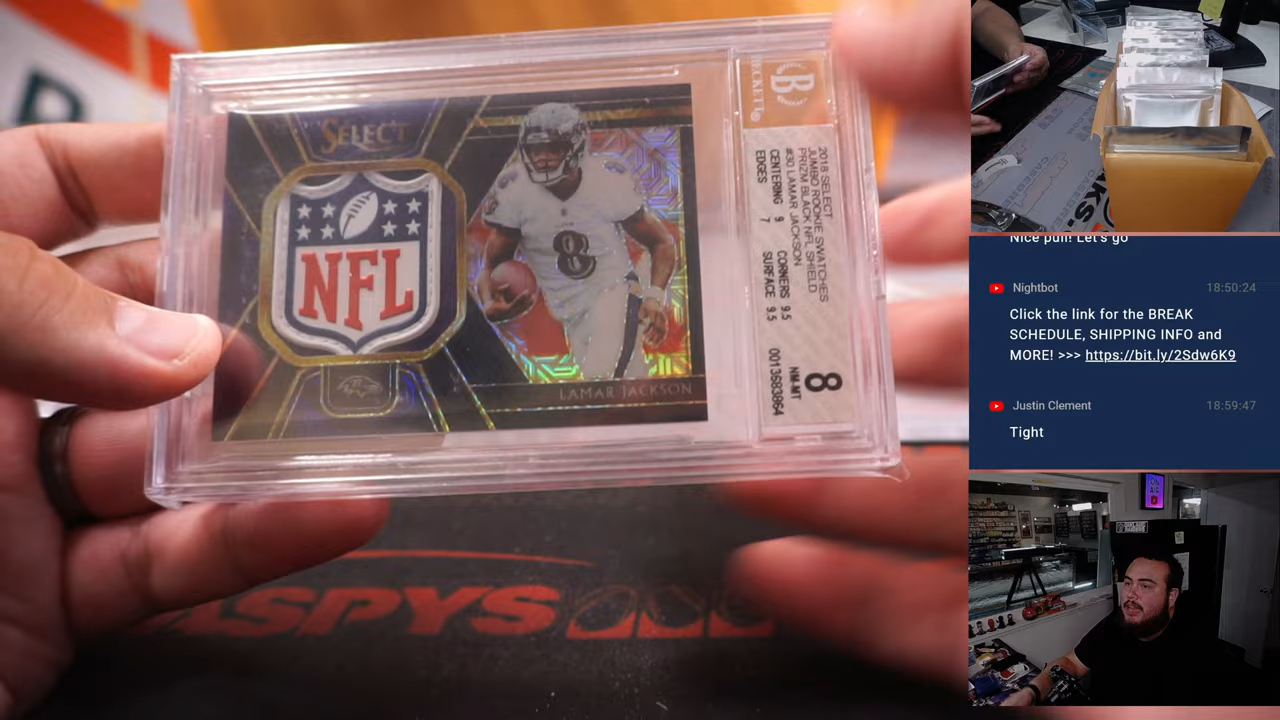 SELECT
NFL
8
LAMAR JACKSON
BECKETT
B
2018 SELECT
JUMBO ROOKIE SWATCHES
PRIZM BLACK NFL SHIELD
#30 LAMAR JACKSON
CENTERING 9 CORNERS 9.5
EDGES 7 SURFACE 9.5
8
NM-MT
0013683864
ASPYS
Nice pull! Let's go
Nightbot 18:50:24
Click the link for the BREAK
SCHEDULE, SHIPPING INFO and
MORE! >>> https://bit.ly/2Sdw6K9
Justin Clement 18:59:47
Tight